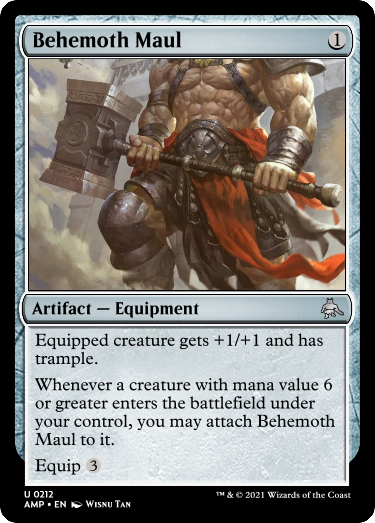 Behemoth Maul 1
Artifact — Equipment
Equipped creature gets +1/+1 and has
trample.
Whenever a creature with mana value 6
or greater enters the battlefield under
your control, you may attach Behemoth
Maul to it.
Equip 3
U 0212
AMP • EN Wisnu Tan
™ & © 2021 Wizards of the Coast